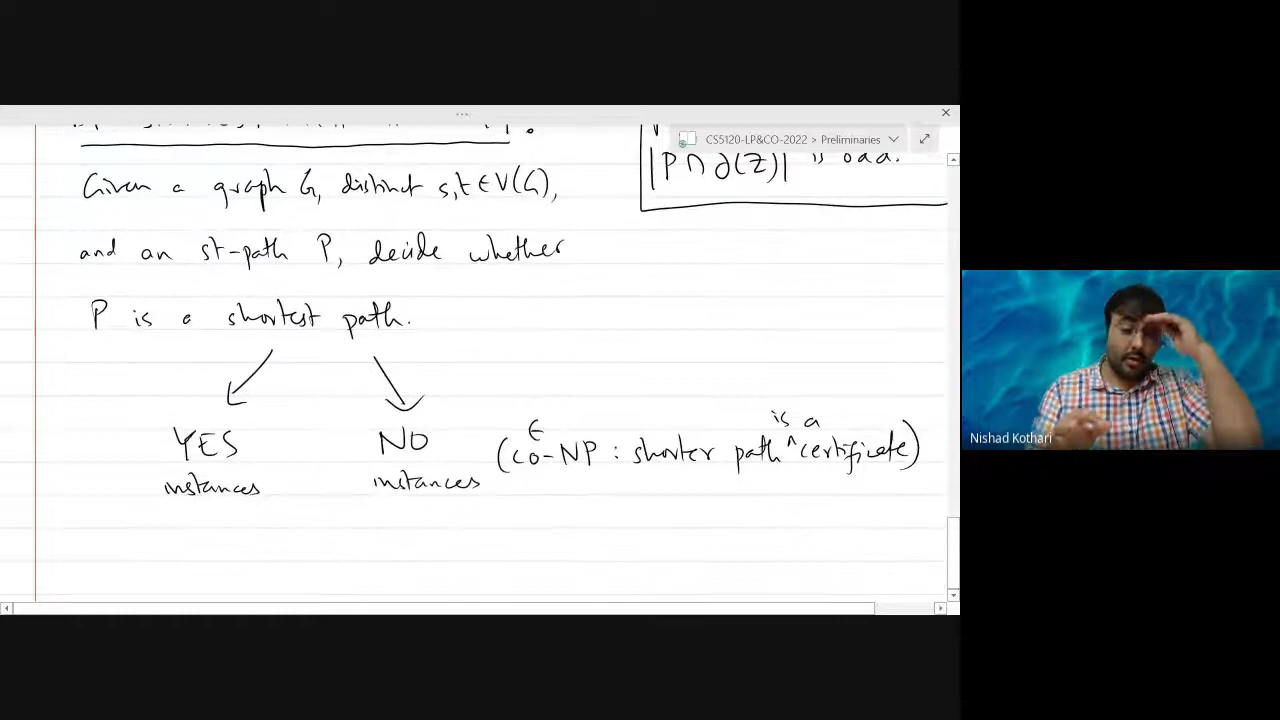 CS5120-LP&CO-2022 > Preliminaries
|P ∩ ∂(Z)| is odd.
Given a graph G, distinct s,t ∈ V(G),
and an st-path P, decide whether
P is a shortest path.
YES
instances
NO
instances
∈
is a
(co-NP : shorter path ^ certificate)
Nishad Kothari